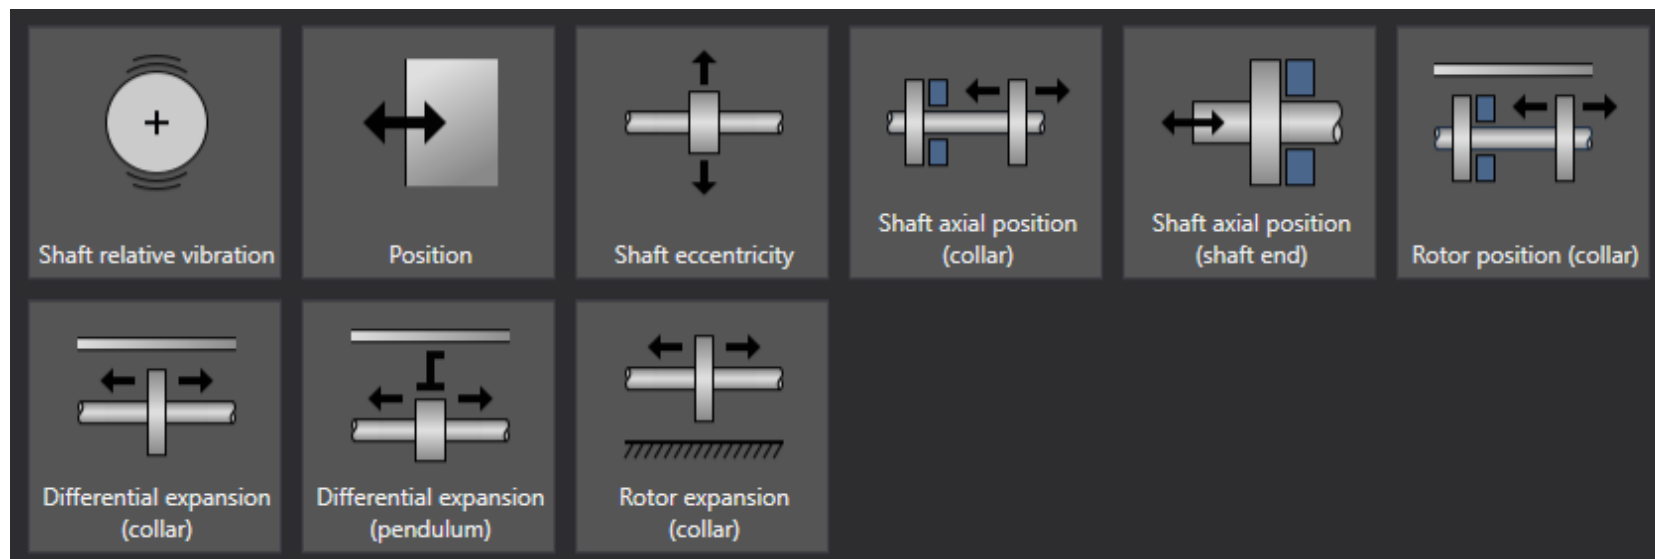 Shaft relative vibration
Position
Shaft eccentricity
Shaft axial position
(collar)
Shaft axial position
(shaft end)
Rotor position (collar)
Differential expansion
(collar)
Differential expansion
(pendulum)
Rotor expansion
(collar)